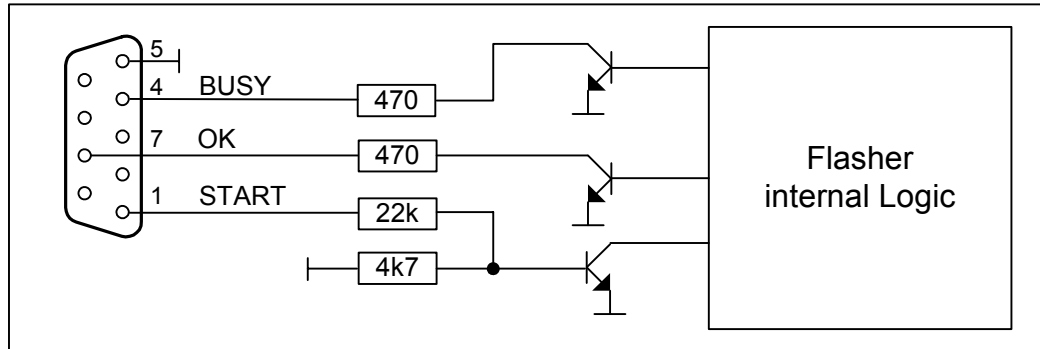 5
4 BUSY
470
7 OK
470
1 START
22k
4k7
Flasher
internal Logic